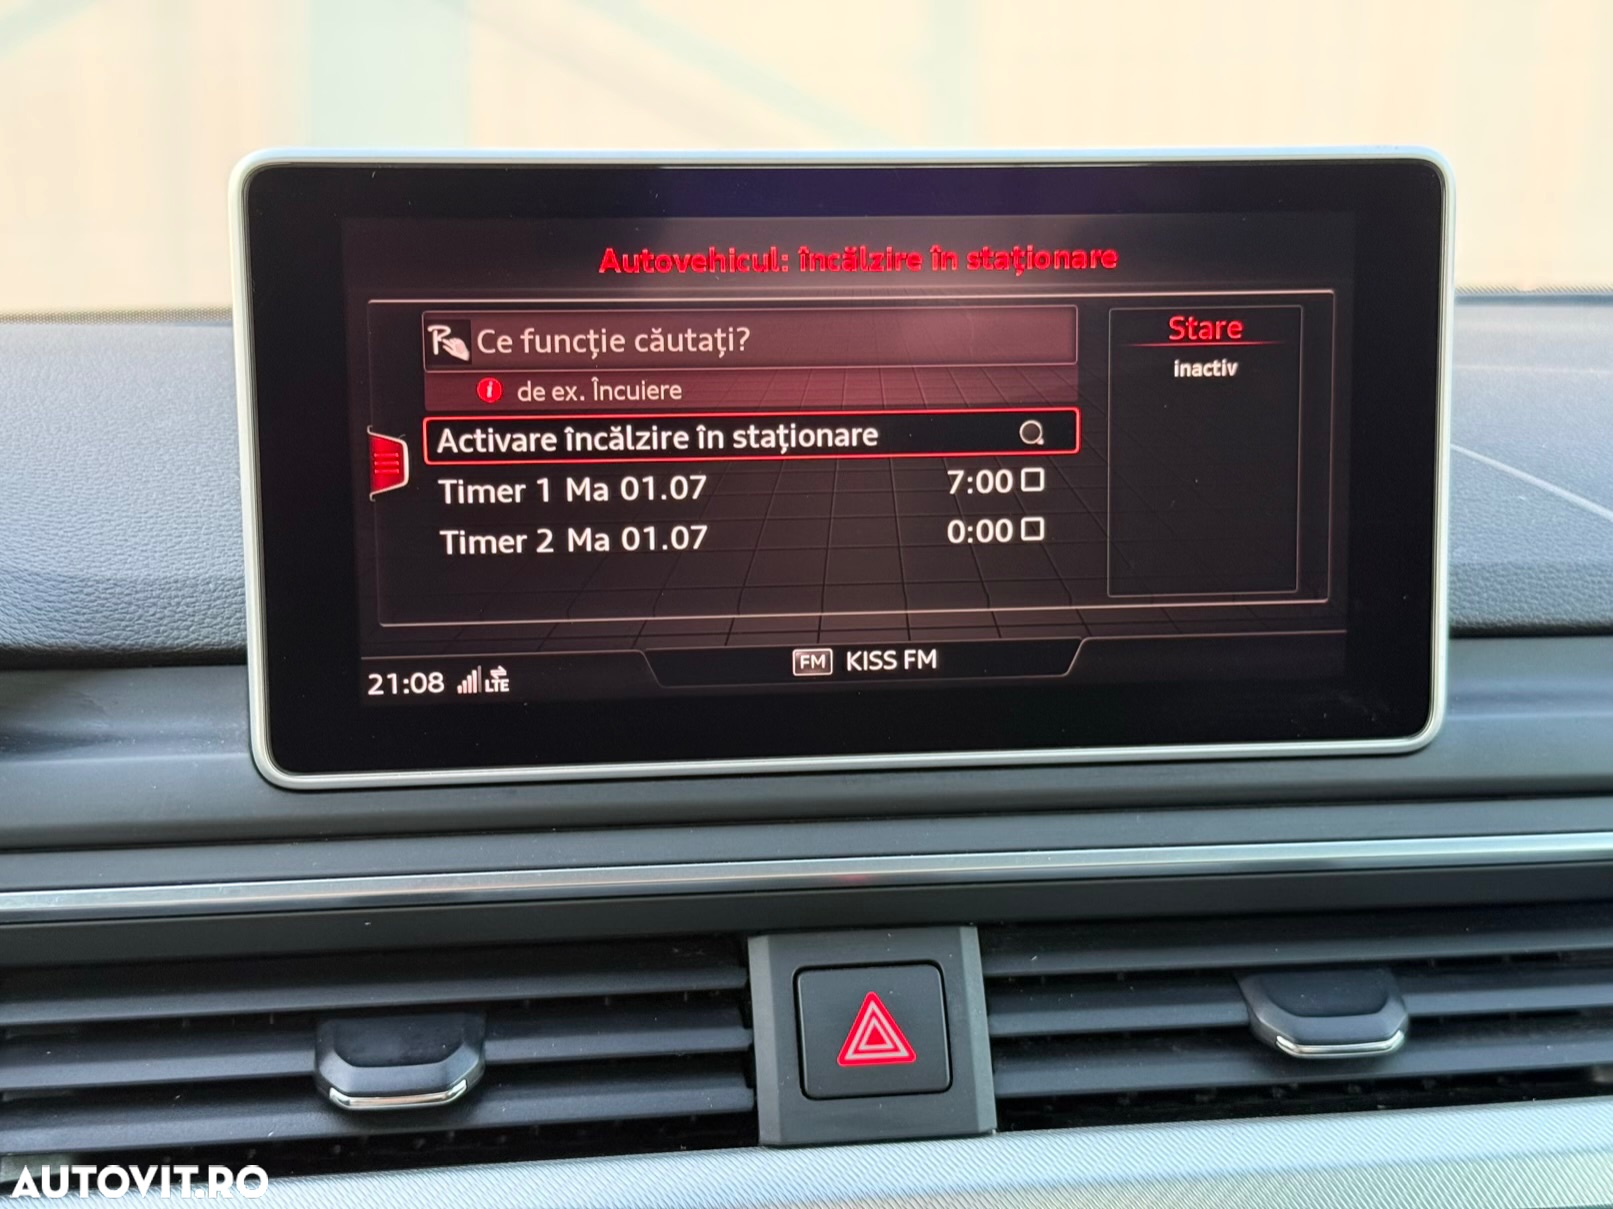 Autovehicul: încălzire în staționare
Ce funcție căutați?
de ex. Încuiere
Activare încălzire în staționare
Timer 1 Ma 01.07 7:00
Timer 2 Ma 01.07 0:00
Stare
inactiv
21:08 LTE
FM KISS FM
AUTOVIT.RO